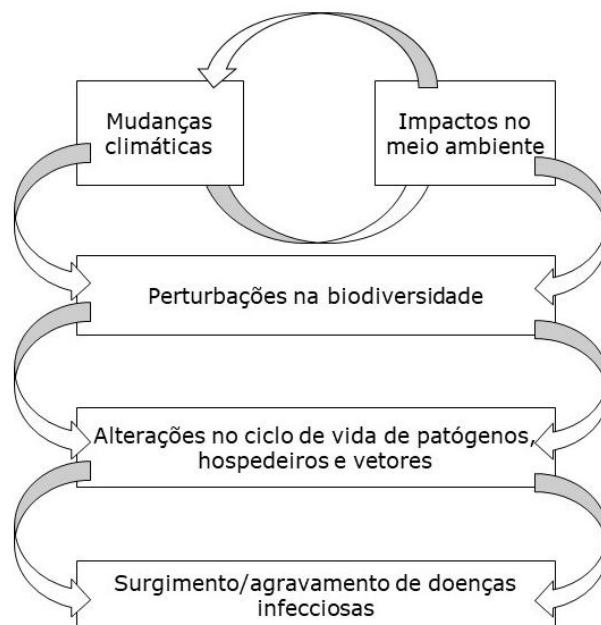 Mudanças
climáticas
Impactos no
meio ambiente
Perturbações na biodiversidade
Alterações no ciclo de vida de patógenos,
hospedeiros e vetores
Surgimento/agravamento de doenças
infecciosas